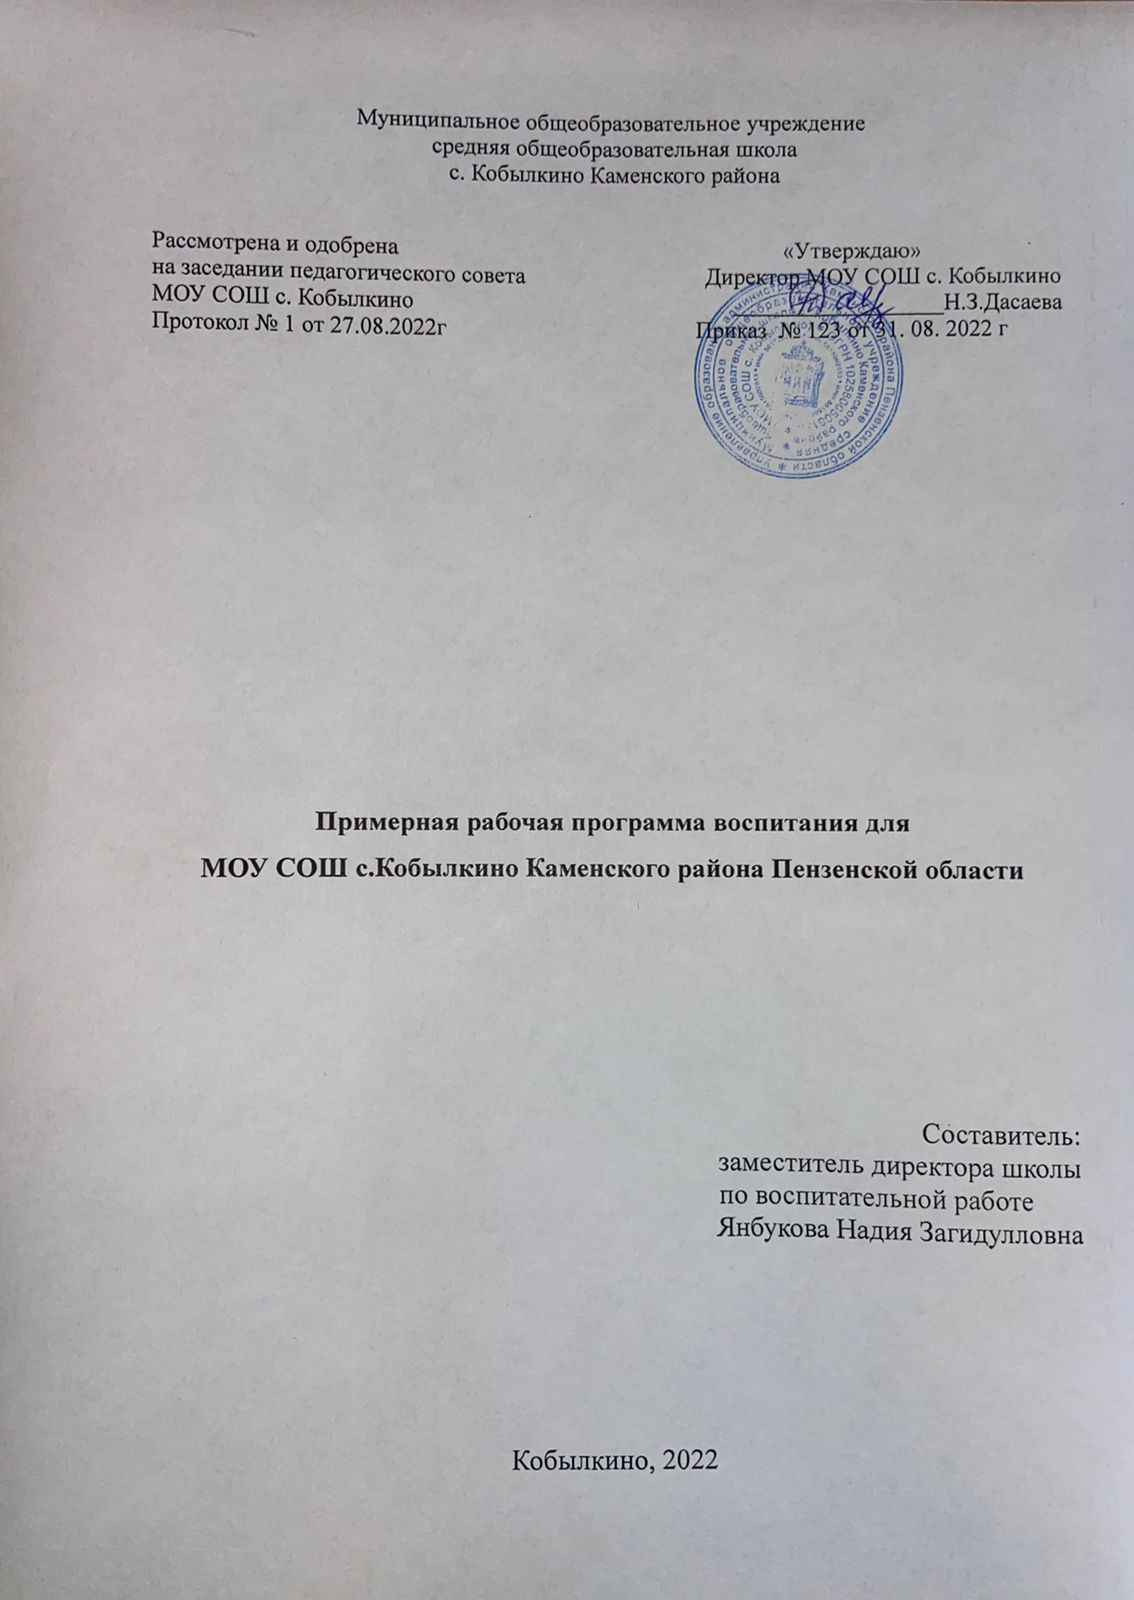 Муниципальное общеобразовательное учреждение
средняя общеобразовательная школа
с. Кобылкино Каменского района
Рассмотрена и одобрена
на заседании педагогического совета
МОУ СОШ с. Кобылкино
Протокол № 1 от 27.08.2022г
«Утверждаю»
Директор МОУ СОШ с. Кобылкино
Н.З.Дасаева
Приказ № 123 от 31. 08. 2022 г
Примерная рабочая программа воспитания для
МОУ СОШ с.Кобылкино Каменского района Пензенской области
Составитель:
заместитель директора школы
по воспитательной работе
Янбукова Надия Загидулловна
Кобылкино, 2022